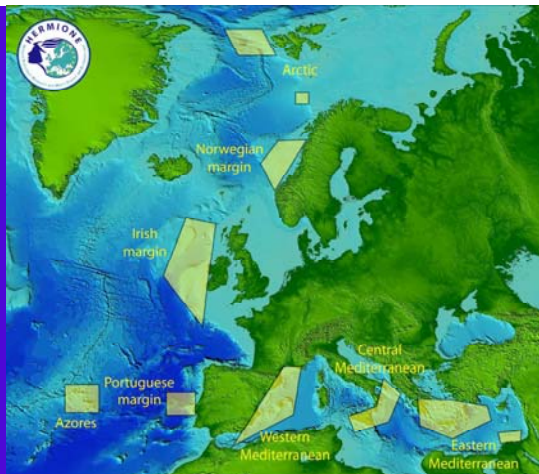 HERMIONE
Arctic
Norwegian
margin
Irish
margin
Central
Mediterranean
Portuguese
margin
Azores
Western
Mediterranean
Eastern
Mediterranean